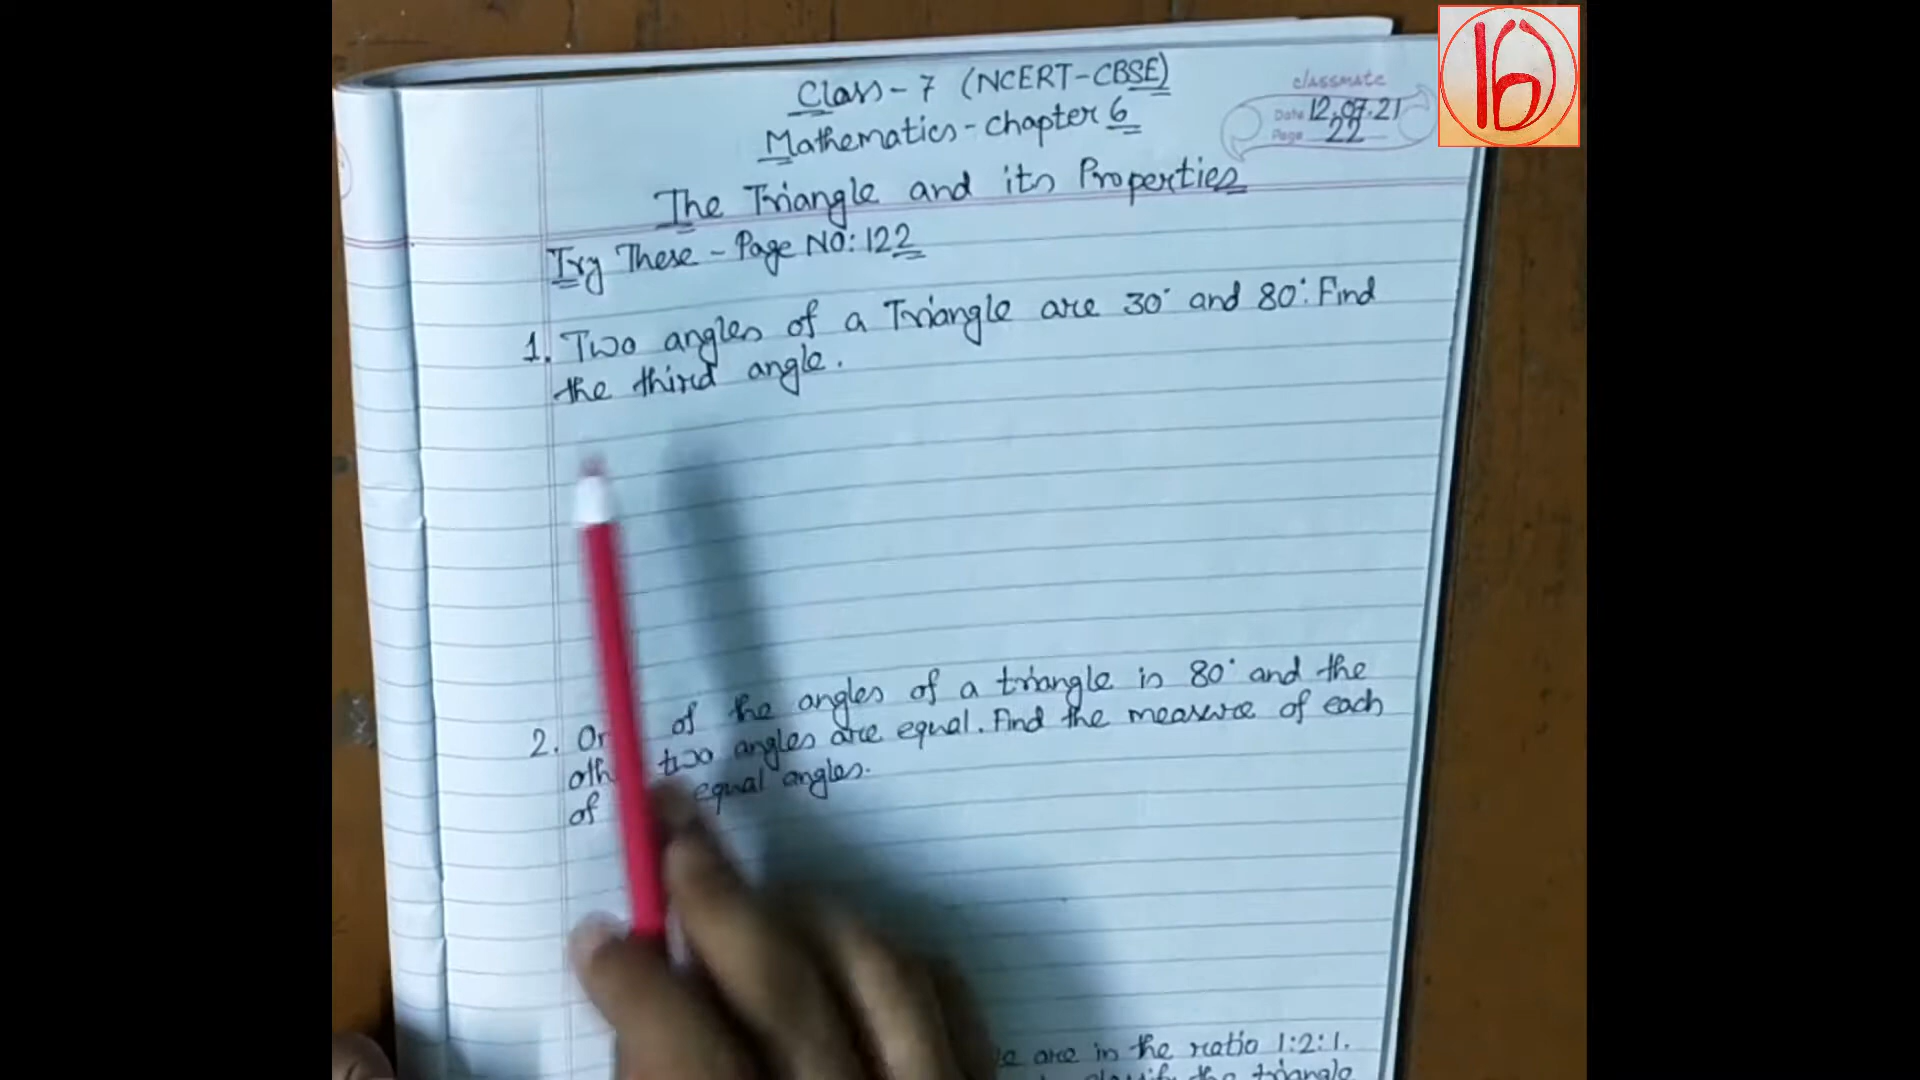 Class - 7 (NCERT-CBSE)
Mathematics - Chapter 6
classmate
Date 12.07.21
Page 22
The Triangle and its Properties
Try These - Page No: 122
1. Two angles of a Triangle are 30° and 80°. Find
the third angle.
2. of the angles of a triangle is 80° and the
two angles are equal. Find the measure of each
of equal angles.
are in the ratio 1:2:1.
classify the triangle